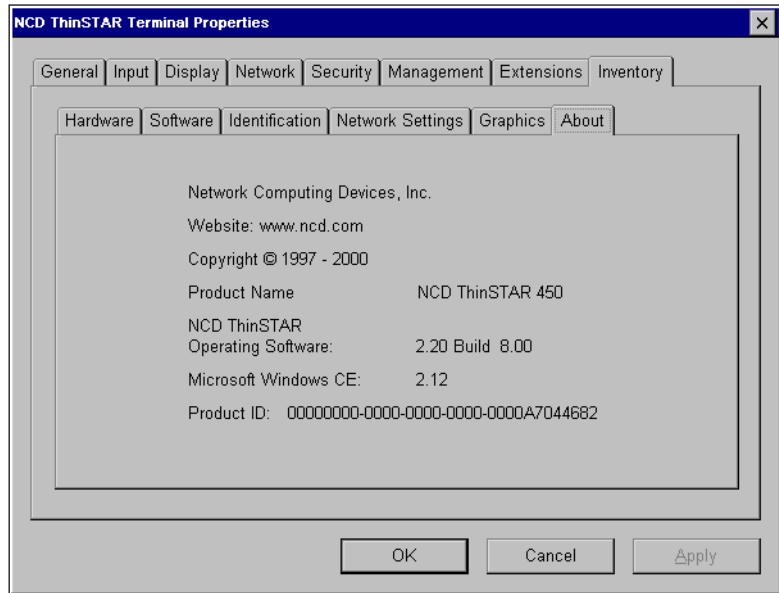 NCD ThinSTAR Terminal Properties
General Input Display Network Security Management Extensions Inventory
Hardware Software Identification Network Settings Graphics About
Network Computing Devices, Inc.
Website: www.ncd.com
Copyright © 1997 - 2000
Product Name NCD ThinSTAR 450
NCD ThinSTAR
Operating Software: 2.20 Build 8.00
Microsoft Windows CE: 2.12
Product ID: 00000000-0000-0000-0000-0000A7044682
OK Cancel Apply